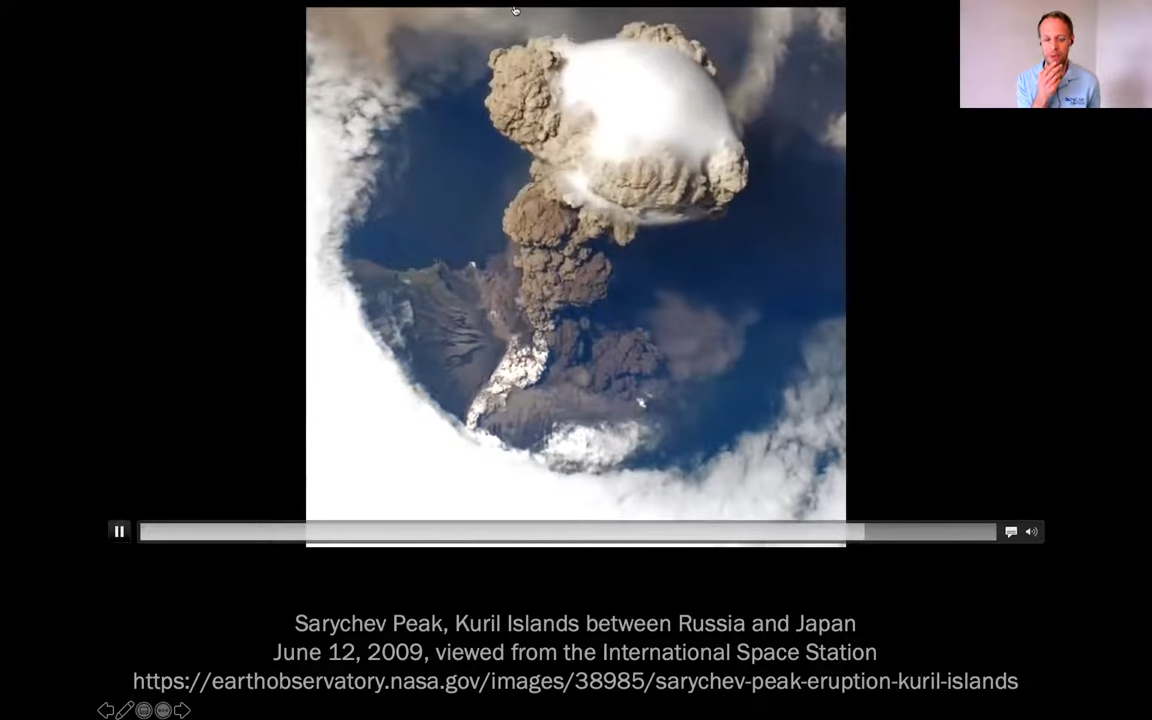 Sarychev Peak, Kuril Islands between Russia and Japan
June 12, 2009, viewed from the International Space Station
https://earthobservatory.nasa.gov/images/38985/sarychev-peak-eruption-kuril-islands